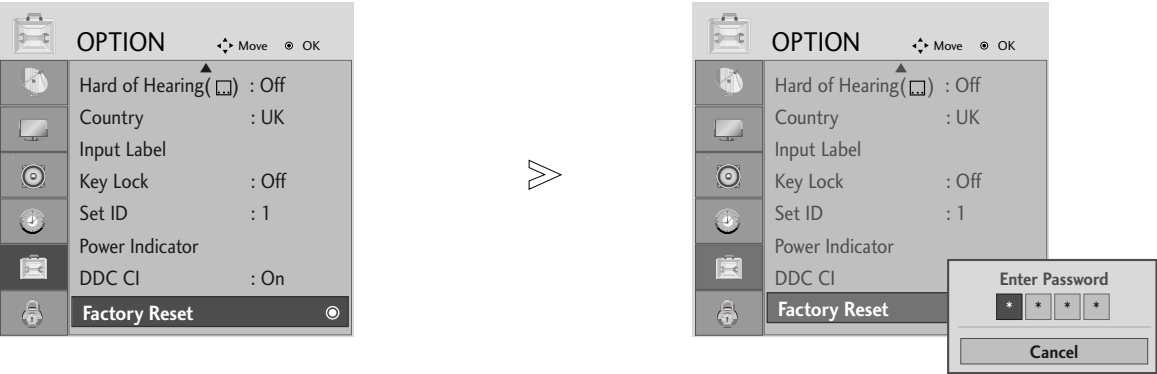 OPTION Move OK
Hard of Hearing( ) : Off
Country : UK
Input Label
Key Lock : Off
Set ID : 1
Power Indicator
DDC CI : On
Factory Reset
>
OPTION Move OK
Hard of Hearing( ) : Off
Country : UK
Input Label
Key Lock : Off
Set ID : 1
Power Indicator
DDC CI
Factory Reset
Enter Password
* * * *
Cancel